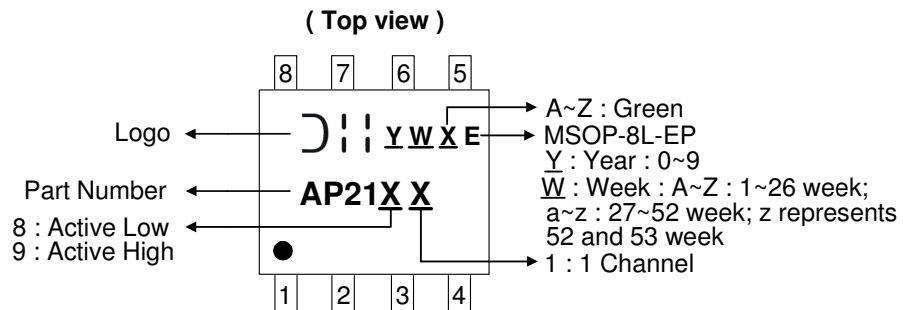 ( Top view )
8 7 6 5
Logo
Y W X E
A~Z : Green
MSOP-8L-EP
Y : Year : 0~9
W : Week : A~Z : 1~26 week;
a~z : 27~52 week; z represents
52 and 53 week
Part Number
AP21X X
8 : Active Low
9 : Active High
1 : 1 Channel
1 2 3 4